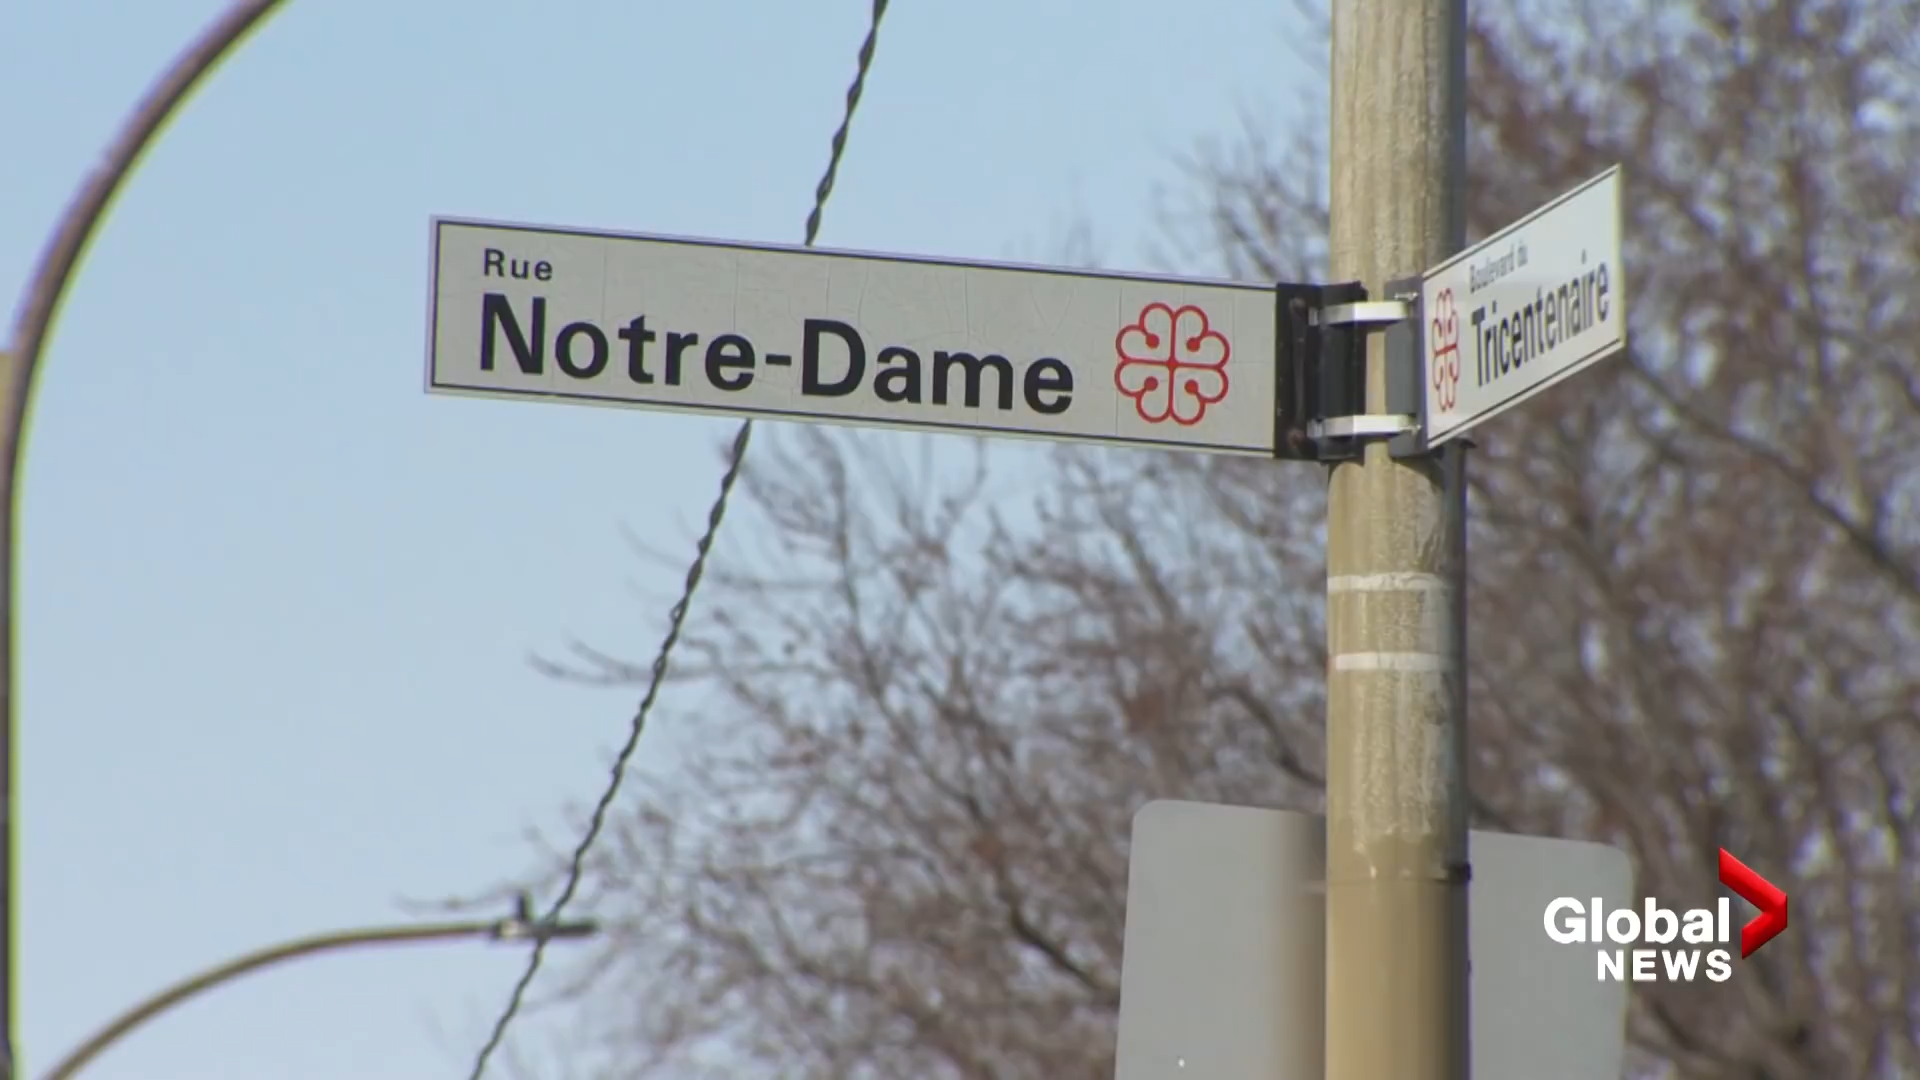 Rue
Notre-Dame
Boulevard du
Tricentenaire
Global
NEWS